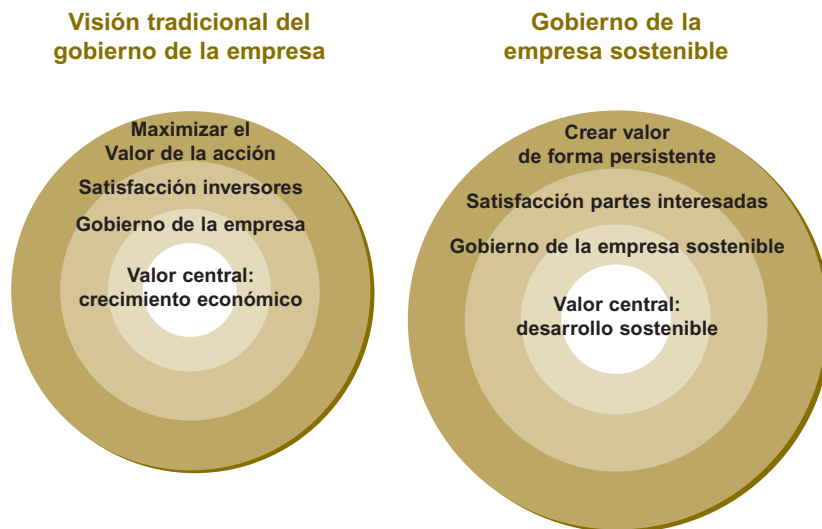 Visión tradicional del
gobierno de la empresa
Maximizar el
Valor de la acción
Satisfacción inversores
Gobierno de la empresa
Valor central:
crecimiento económico
Gobierno de la
empresa sostenible
Crear valor
de forma persistente
Satisfacción partes interesadas
Gobierno de la empresa sostenible
Valor central:
desarrollo sostenible